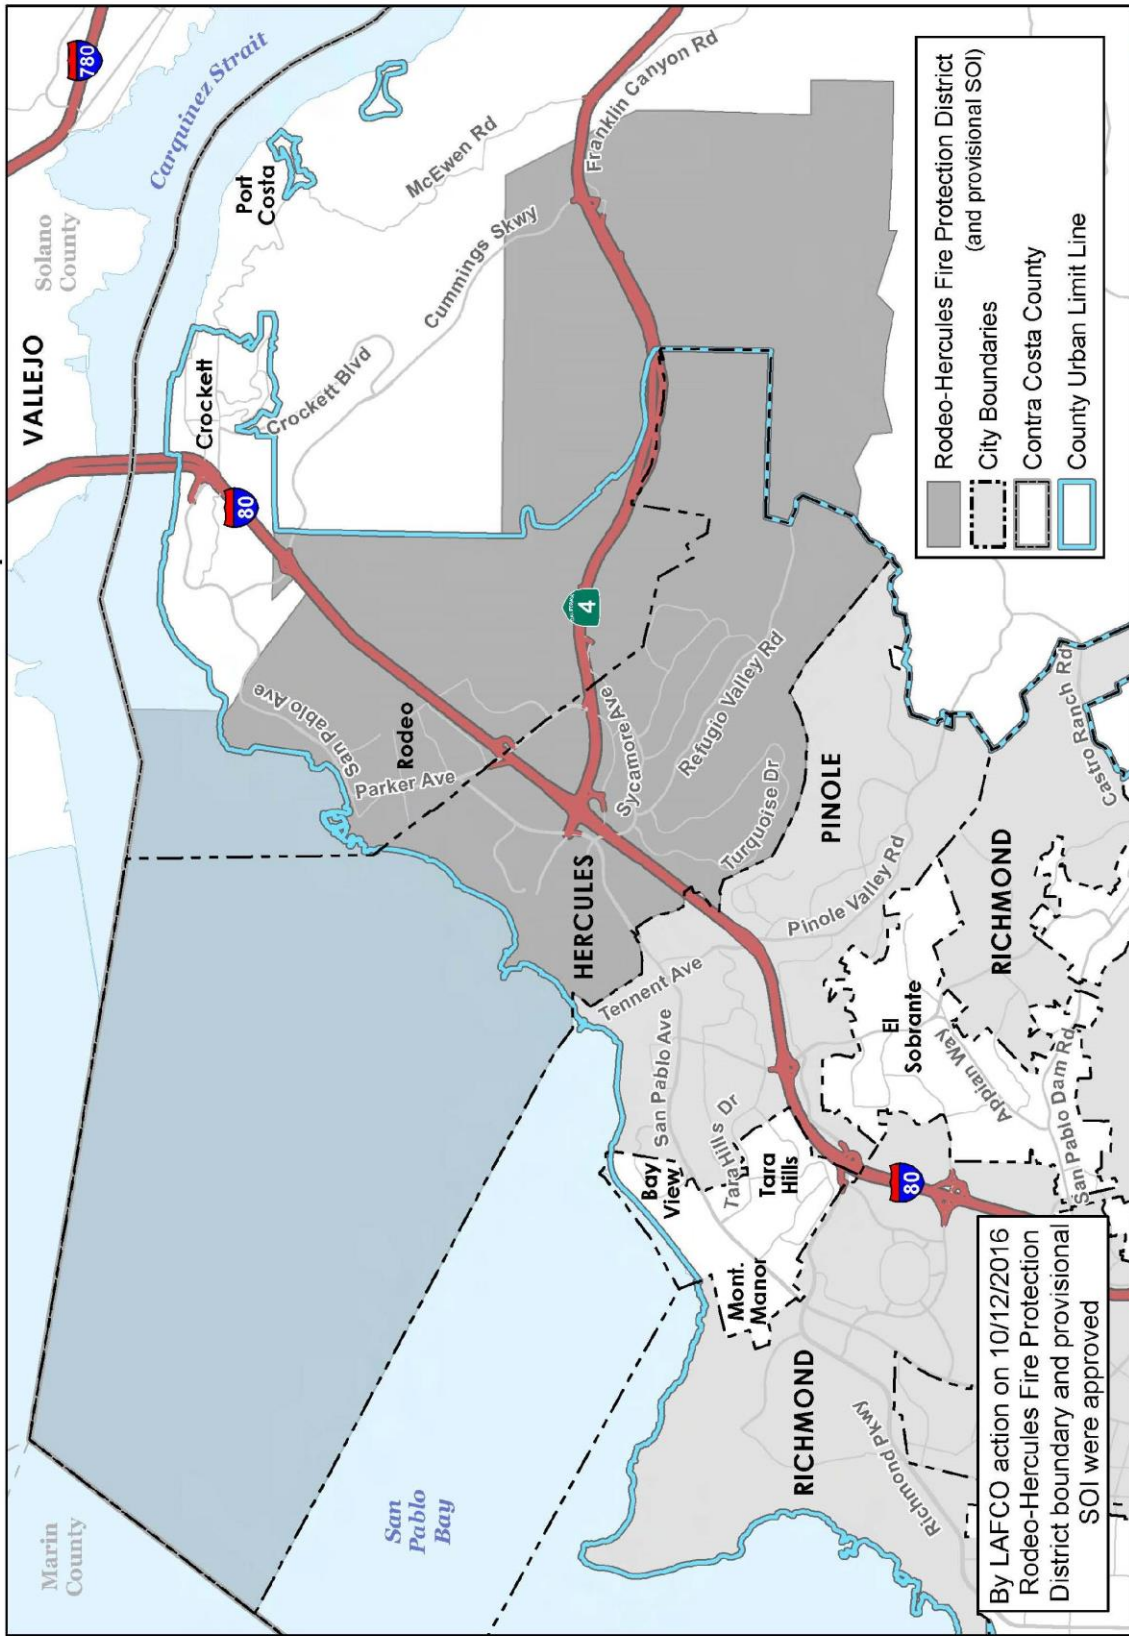 780
Carquinez Strait
Solano
County
VALLEJO
Marin
County
Port
Costa
McEwen Rd
Franklin Canyon Rd
Cummings Skwy
Crockett
Crockett Blvd
80
4
San Pablo Ave
Rodeo
Parker Ave
Sycamore Ave
Refugio Valley Rd
Turquoise Dr
HERCULES
PINOLE
Pinole Valley Rd
Tennent Ave
San Pablo Ave
San
Pablo
Bay
Bay
View
Tara Hills Dr
Tara
Hills
Mont.
Manor
El
Sobrante
Appian Way
RICHMOND
Castro Ranch Rd
San Pablo Dam Rd
80
RICHMOND
Richmond Pkwy
Rodeo-Hercules Fire Protection District
(and provisional SOI)
City Boundaries
Contra Costa County
County Urban Limit Line
By LAFCO action on 10/12/2016
Rodeo-Hercules Fire Protection
District boundary and provisional
SOI were approved